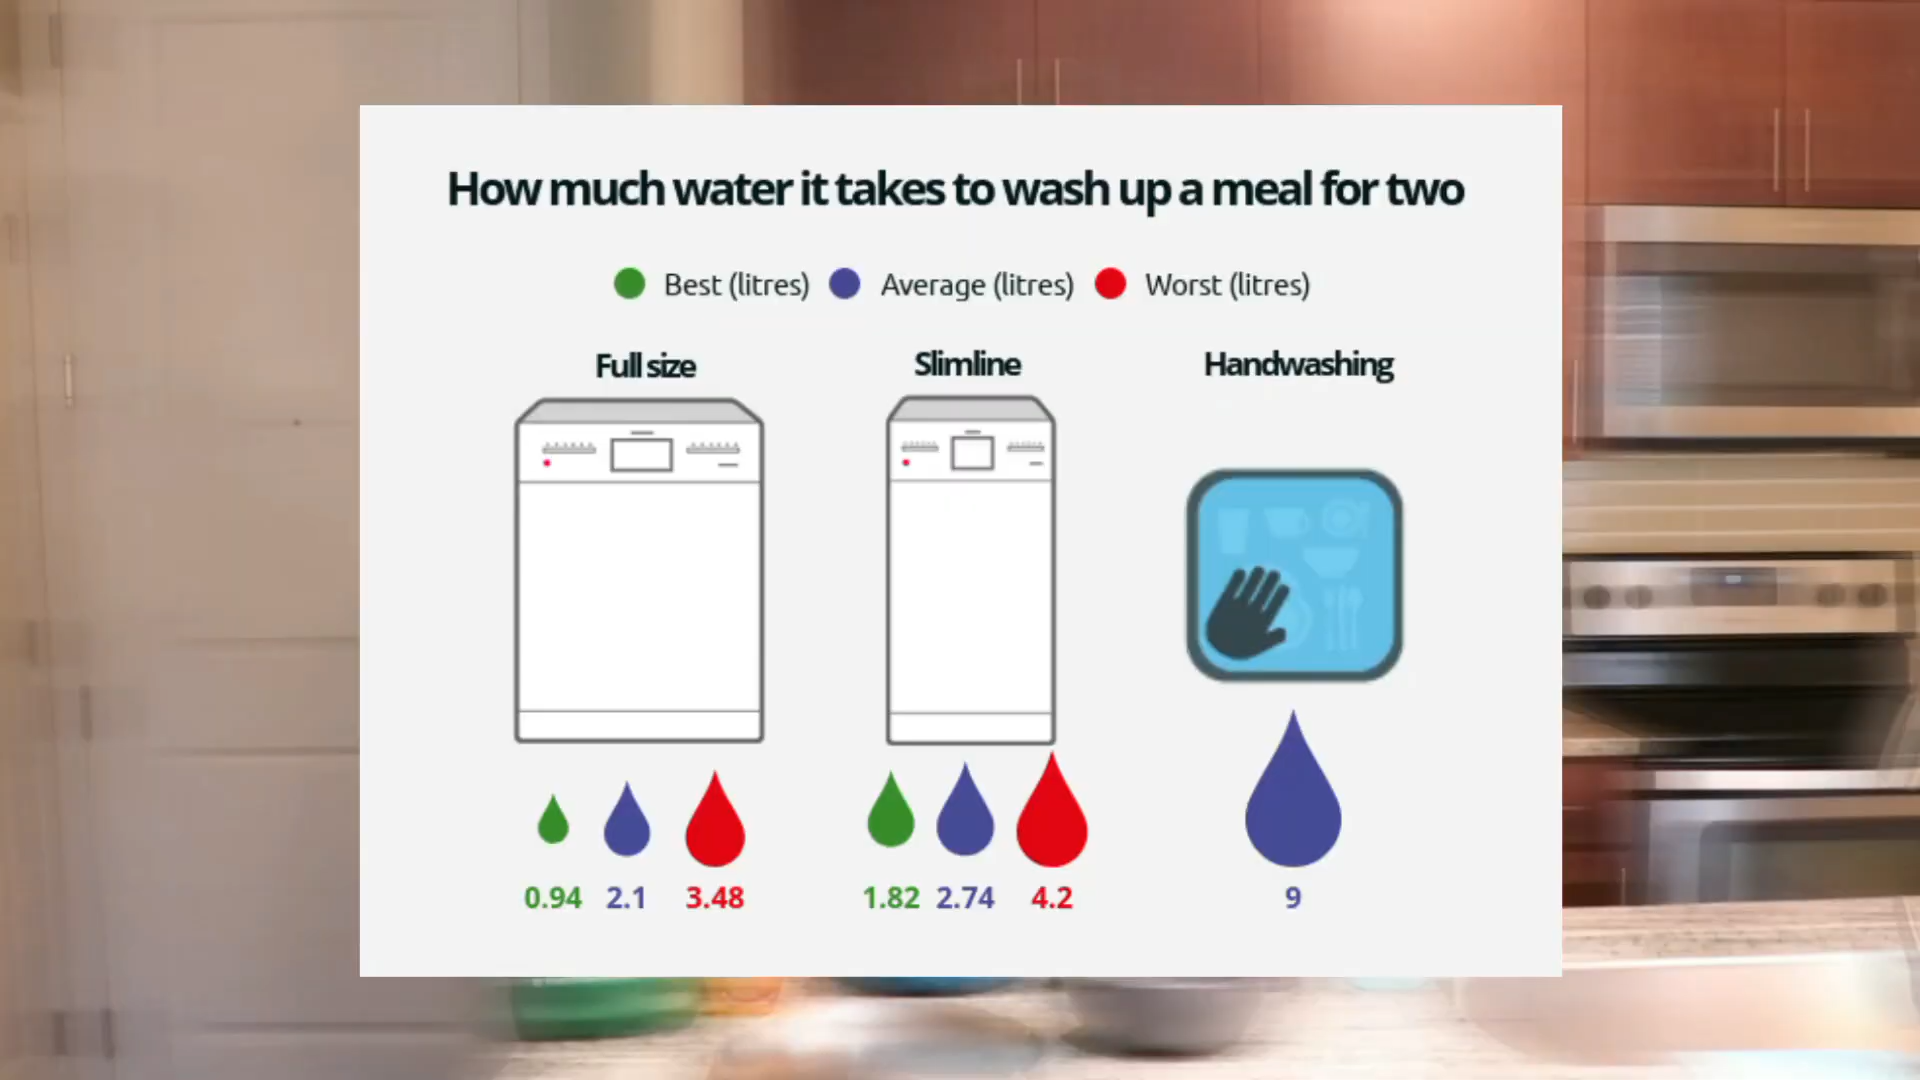 How much water it takes to wash up a meal for two
Best (litres) Average (litres) Worst (litres)
Full size Slimline Handwashing
0.94 2.1 3.48 1.82 2.74 4.2 9